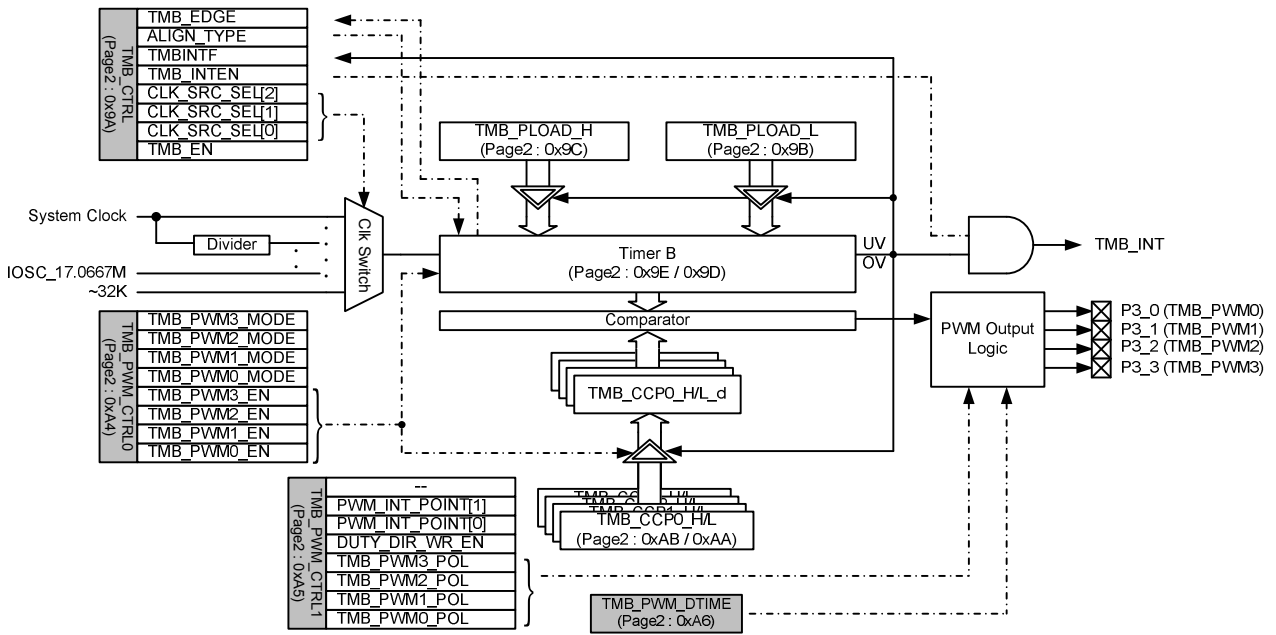 TMB_CTRL
(Page2 : 0x9A)
TMB_EDGE
ALIGN_TYPE
TMBINTF
TMB_INTEN
CLK_SRC_SEL[2]
CLK_SRC_SEL[1]
CLK_SRC_SEL[0]
TMB_EN
TMB_PLOAD_H
(Page2 : 0x9C)
TMB_PLOAD_L
(Page2 : 0x9B)
System Clock
Divider
IOSC_17.0667M
~32K
Clk Switch
Timer B
(Page2 : 0x9E / 0x9D)
UV
OV
TMB_INT
Comparator
PWM Output
Logic
P3_0 (TMB_PWM0)
P3_1 (TMB_PWM1)
P3_2 (TMB_PWM2)
P3_3 (TMB_PWM3)
TMB_PWM_CTRL0
(Page2 : 0xA4)
TMB_PWM3_MODE
TMB_PWM2_MODE
TMB_PWM1_MODE
TMB_PWM0_MODE
TMB_PWM3_EN
TMB_PWM2_EN
TMB_PWM1_EN
TMB_PWM0_EN
TMB_CCP0_H/L_d
TMB_CCP0_H/L
(Page2 : 0xAB / 0xAA)
TMB_PWM_CTRL1
(Page2 : 0xA5)
--
PWM_INT_POINT[1]
PWM_INT_POINT[0]
DUTY_DIR_WR_EN
TMB_PWM3_POL
TMB_PWM2_POL
TMB_PWM1_POL
TMB_PWM0_POL
TMB_PWM_DTIME
(Page2 : 0xA6)